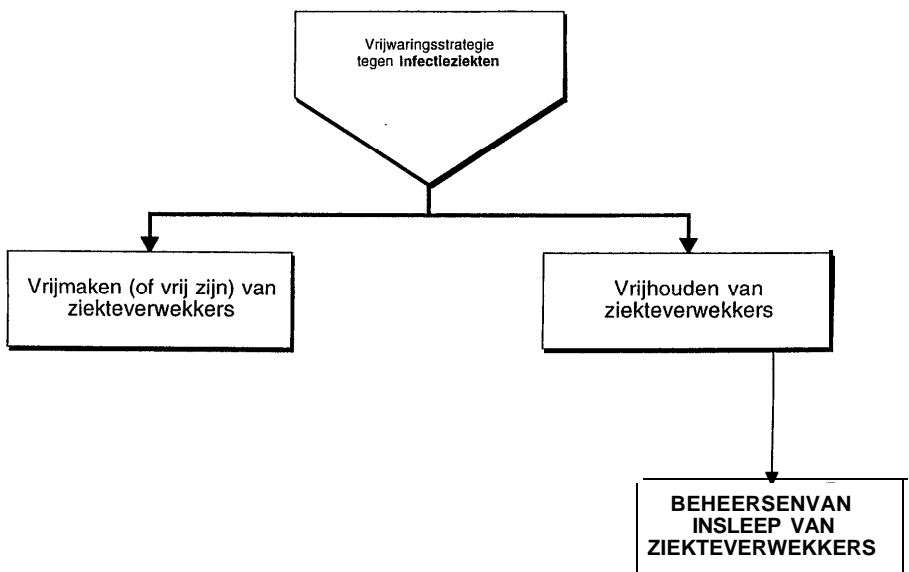 Vrijwaringsstrategie
tegen Infectieziekten
Vrijmaken (of vrij zijn) van
ziekteverwekkers
Vrijhouden van
ziekteverwekkers
BEHEERSENVAN
INSLEEP VAN
ZIEKTEVERWEKKERS